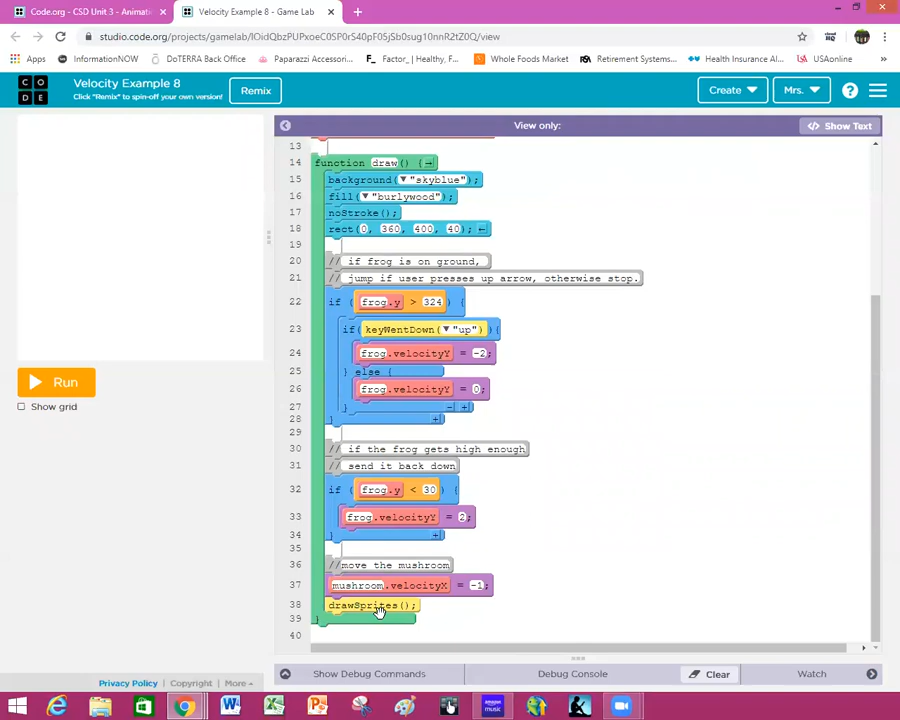 Code.org - CSD Unit 3 - Animati
Velocity Example 8 - Game Lab
studio.code.org/projects/gamelab/lOidQbzPUPxoeC0SP0rS40pF05jSb0sug10nnR2tZ0Q/view
Apps
InformationNOW
DoTERRA Back Office
Paparazzi Accessori...
Factor_ | Healthy, F...
Whole Foods Market
Retirement Systems...
Health Insurance Al...
USAonline
CODE
Velocity Example 8
Click "Remix" to spin-off your own version!
Remix
Create
Mrs.
View only:
Show Text
13
14 function draw() {
15 background("skyblue");
16 fill("burlywood");
17 noStroke();
18 rect(0, 360, 400, 40);
19
20 // if frog is on ground,
21 // jump if user presses up arrow, otherwise stop.
22 if (frog.y > 324) {
23 if(keyWentDown("up")){
24 frog.velocityY = -2;
25 } else {
26 frog.velocityY = 0;
27 }
28 }
29
30 // if the frog gets high enough
31 // send it back down
32 if (frog.y < 30) {
33 frog.velocityY = 2;
34 }
35
36 //move the mushroom
37 mushroom.velocityX = -1;
38 drawSprites();
39 }
40
Run
Show grid
Show Debug Commands
Debug Console
Clear
Watch
Privacy Policy | Copyright | More